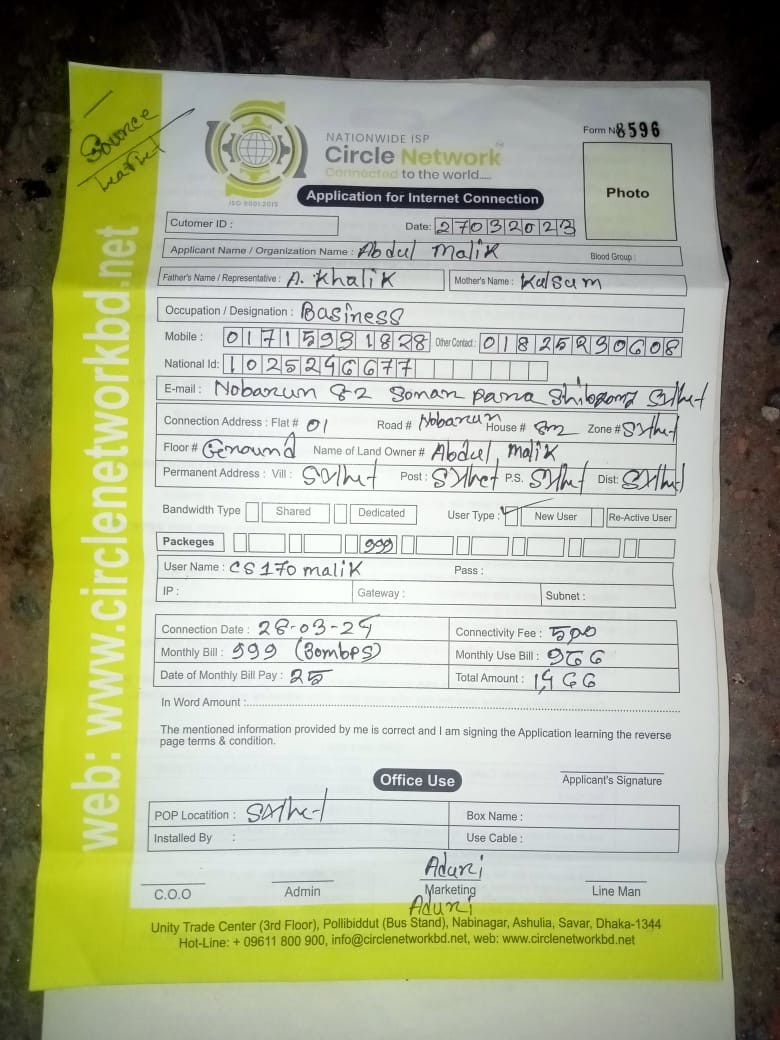 Source
Leaflet
NATIONWIDE ISP
Circle Network
Connected to the world.....
ISO 9001:2015
Form No 8596
Photo
Application for Internet Connection
Cutomer ID :
Date: 27032023
Applicant Name / Organization Name : Abdul Malik
Blood Group :
Father's Name / Representative : A. Khalik
Mother's Name : Kulsum
Occupation / Designation : Business
Mobile : 01715931828 Other Contact : 01825290608
National Id: 1025246677
E-mail : Nobarun 82 Sonar para Shibgong Sylhet
Connection Address : Flat # 01 Road # Nobarun House # 82 Zone # Sylhet
Floor # Ground Name of Land Owner # Abdul, Malik
Permanent Address : Vill : Sylhet Post : Sylhet P.S. Sylhet Dist: Sylhet
Bandwidth Type Shared Dedicated User Type : ✓ New User Re-Active User
Packeges 999
User Name : CS170malik Pass :
IP : Gateway : Subnet :
Connection Date : 28-03-24 Connectivity Fee : 500
Monthly Bill : 999 (30mbps) Monthly Use Bill : 966
Date of Monthly Bill Pay : 25 Total Amount : 1,466
In Word Amount :
The mentioned information provided by me is correct and I am signing the Application learning the reverse
page terms & condition.
Applicant's Signature
Office Use
POP Locatition : Sylhet Box Name :
Installed By : Use Cable :
Aduri
C.O.O Admin Marketing Line Man
Aduri
Unity Trade Center (3rd Floor), Pollibiddut (Bus Stand), Nabinagar, Ashulia, Savar, Dhaka-1344
Hot-Line: + 09611 800 900, info@circlenetworkbd.net, web: www.circlenetworkbd.net
web: www.circlenetworkbd.net